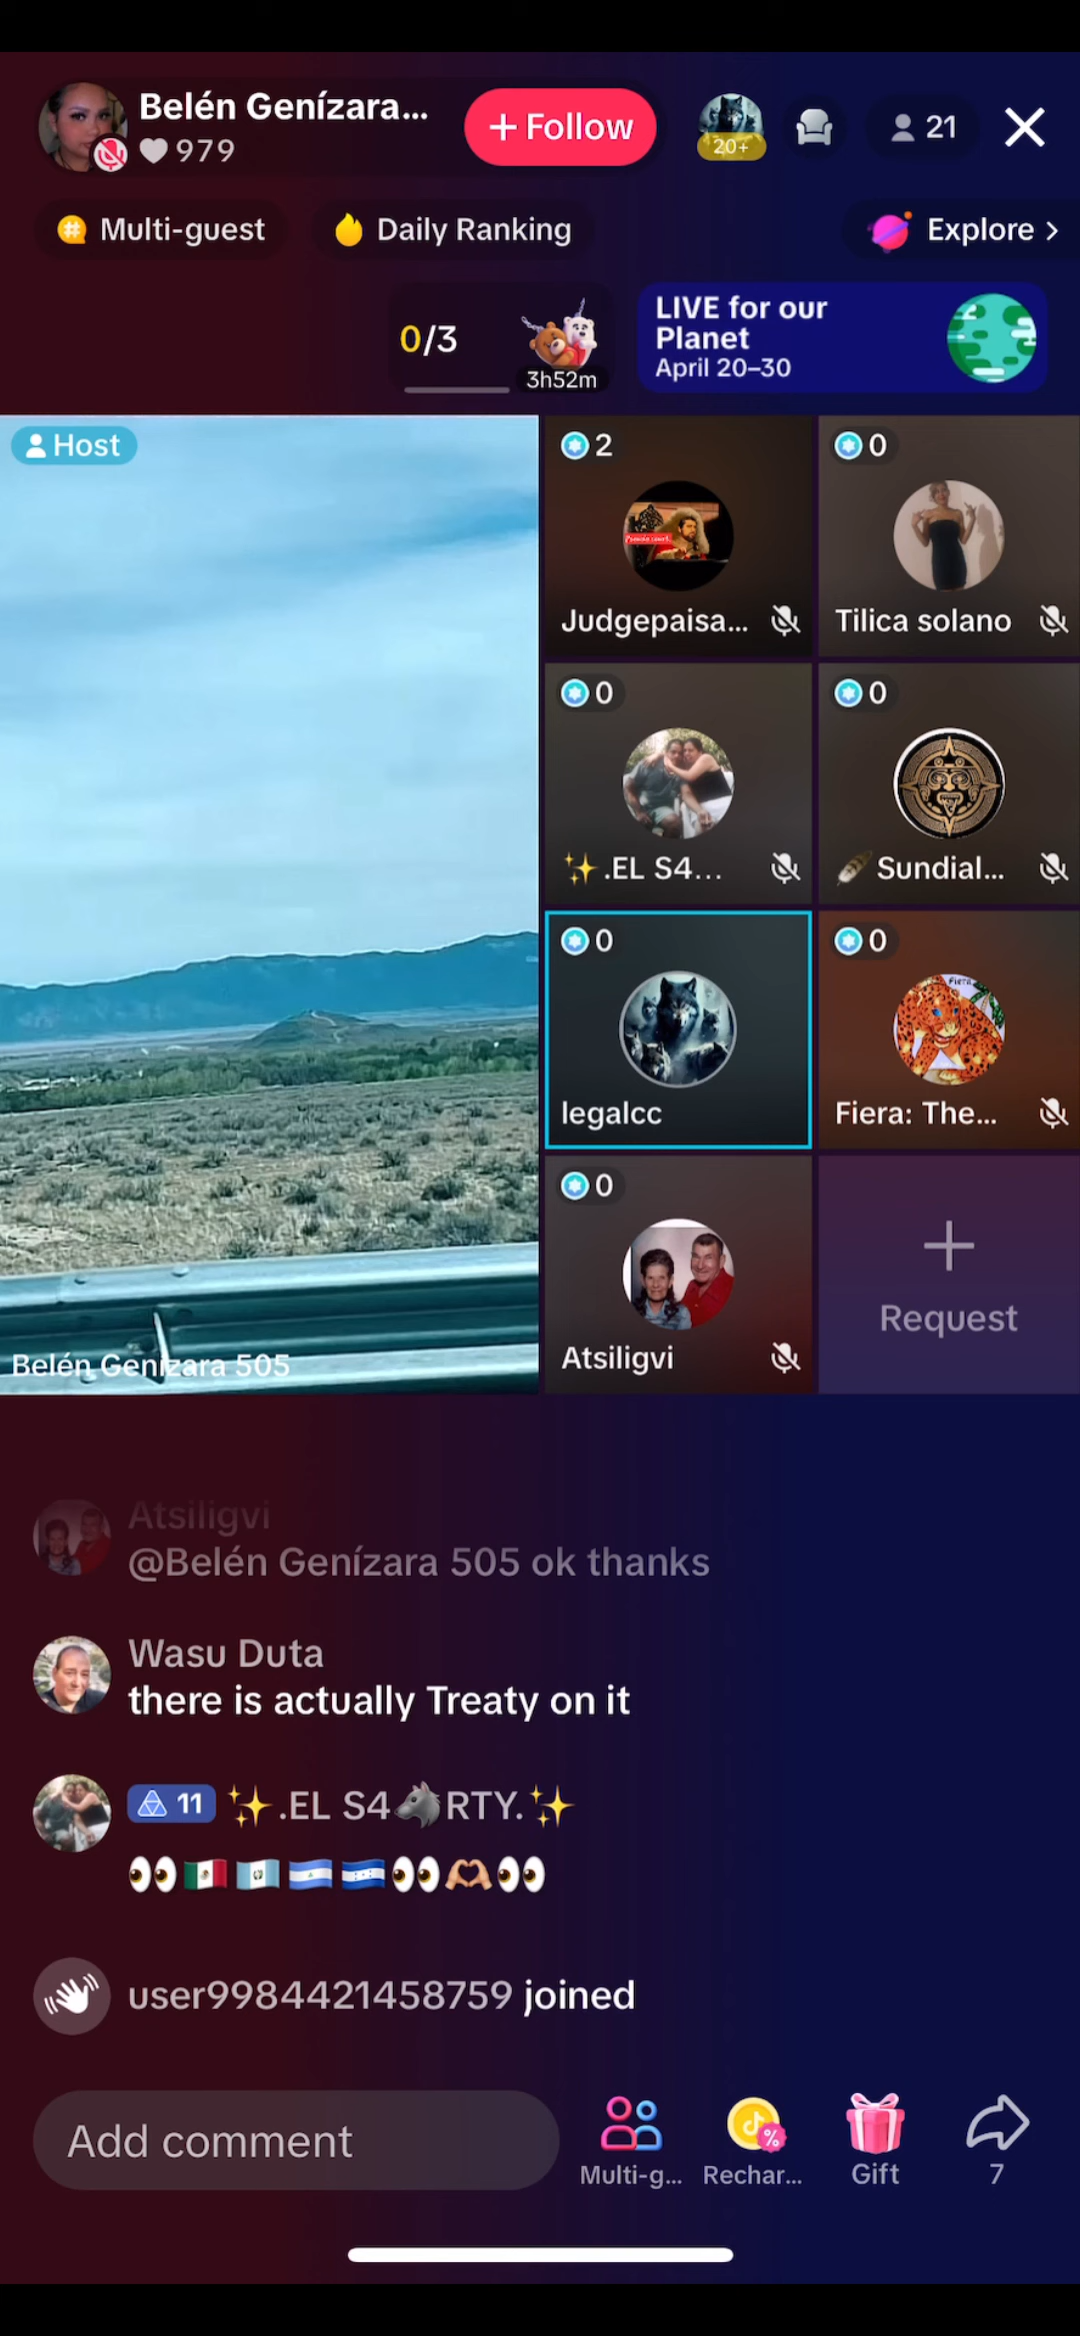 Belén Genízara...
979
+ Follow
20+
21
Multi-guest
Daily Ranking
Explore >
0/3
3h52m
LIVE for our
Planet
April 20–30
Host
2
Judgepaisa...
0
Tilica solano
0
✨.EL S4...
0
🪶Sundial...
0
legalcc
0
Fiera
Fiera: The...
0
Atsiligvi
Request
Belén Genízara 505
Atsiligvi
@Belén Genízara 505 ok thanks
Wasu Duta
there is actually Treaty on it
11 ✨.EL S4🐺RTY.✨
👀🇲🇽🇬🇹🇳🇮🇭🇳👀🫶🏼👀
user9984421458759 joined
Add comment
Multi-g...
Rechar...
Gift
7